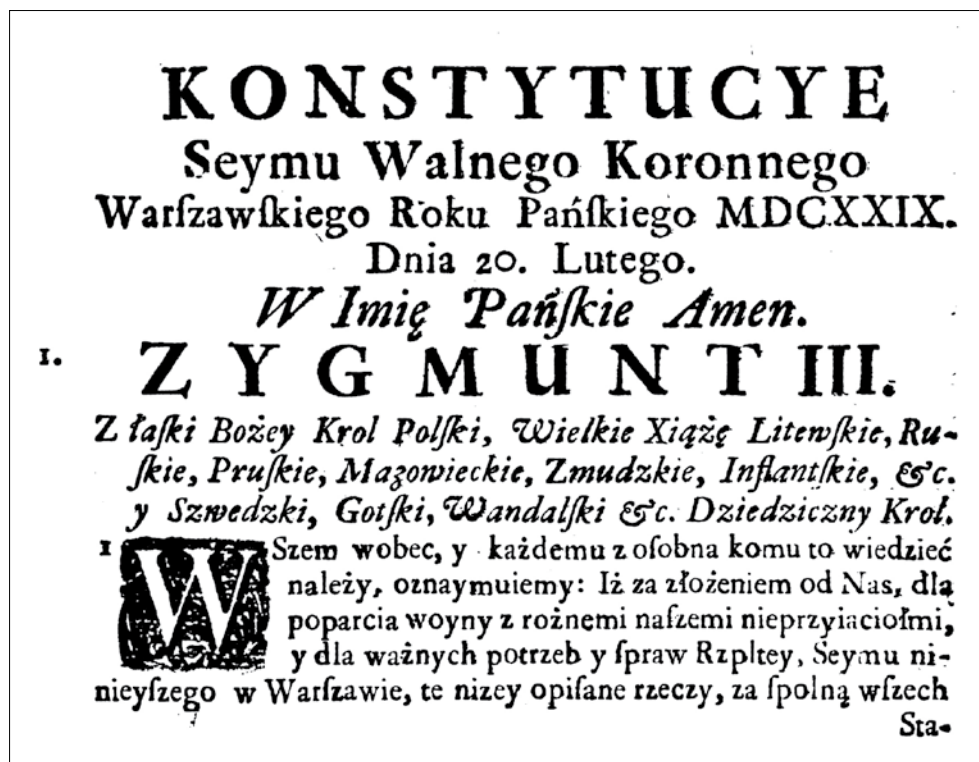 KONSTYTUCYE
Seymu Walnego Koronnego
Warſzawſkiego Roku Pańſkiego MDCXXIX.
Dnia 20. Lutego.
W Imię Pańſkie Amen.
1. ZYGMUNT III.
Z łaſki Bożey Krol Polſki, Wielkie Xiążę Litewſkie, Ru-
ſkie, Pruſkie, Mazowieckie, Zmudzkie, Inflantſkie, &c.
y Szwedzki, Gotſki, Wandalſki &c. Dziedziczny Krol.
1 WSzem wobec, y każdemu z oſobna komu to wiedzieć
należy, oznaymuiemy: Iż za złożeniem od Nas, dla
poparcia woyny z rożnemi naſzemi nieprzyiaciołmi,
y dla ważnych potrzeb y ſpraw Rzpltey, Seymu ni-
nieyſzego w Warſzawie, te nizey opiſane rzeczy, za ſpolną wſzech
Sta-